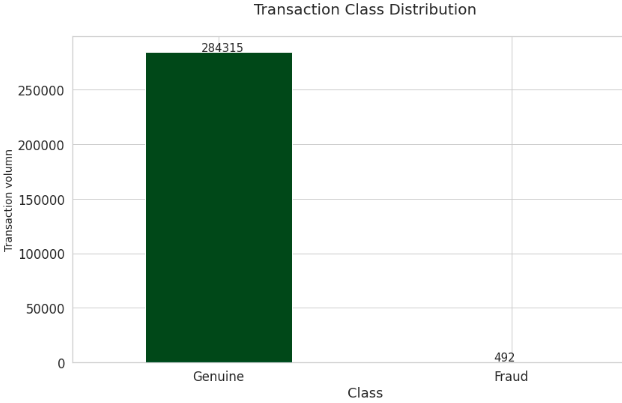 Transaction Class Distribution
284315
250000
200000
150000
100000
50000
0
Transaction volumn
492
Genuine
Fraud
Class